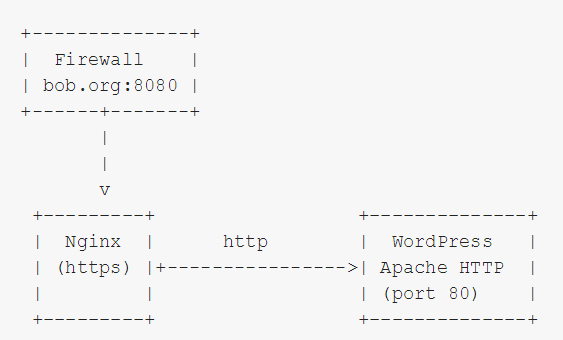 +--------------+
|  Firewall    |
| bob.org:8080 |
+------+-------+
|
|
v
+---------+ +--------------+
|  Nginx  | http |  WordPress   |
| (https) |+---------------->| Apache HTTP  |
| | | (port 80)    |
+---------+ +--------------+